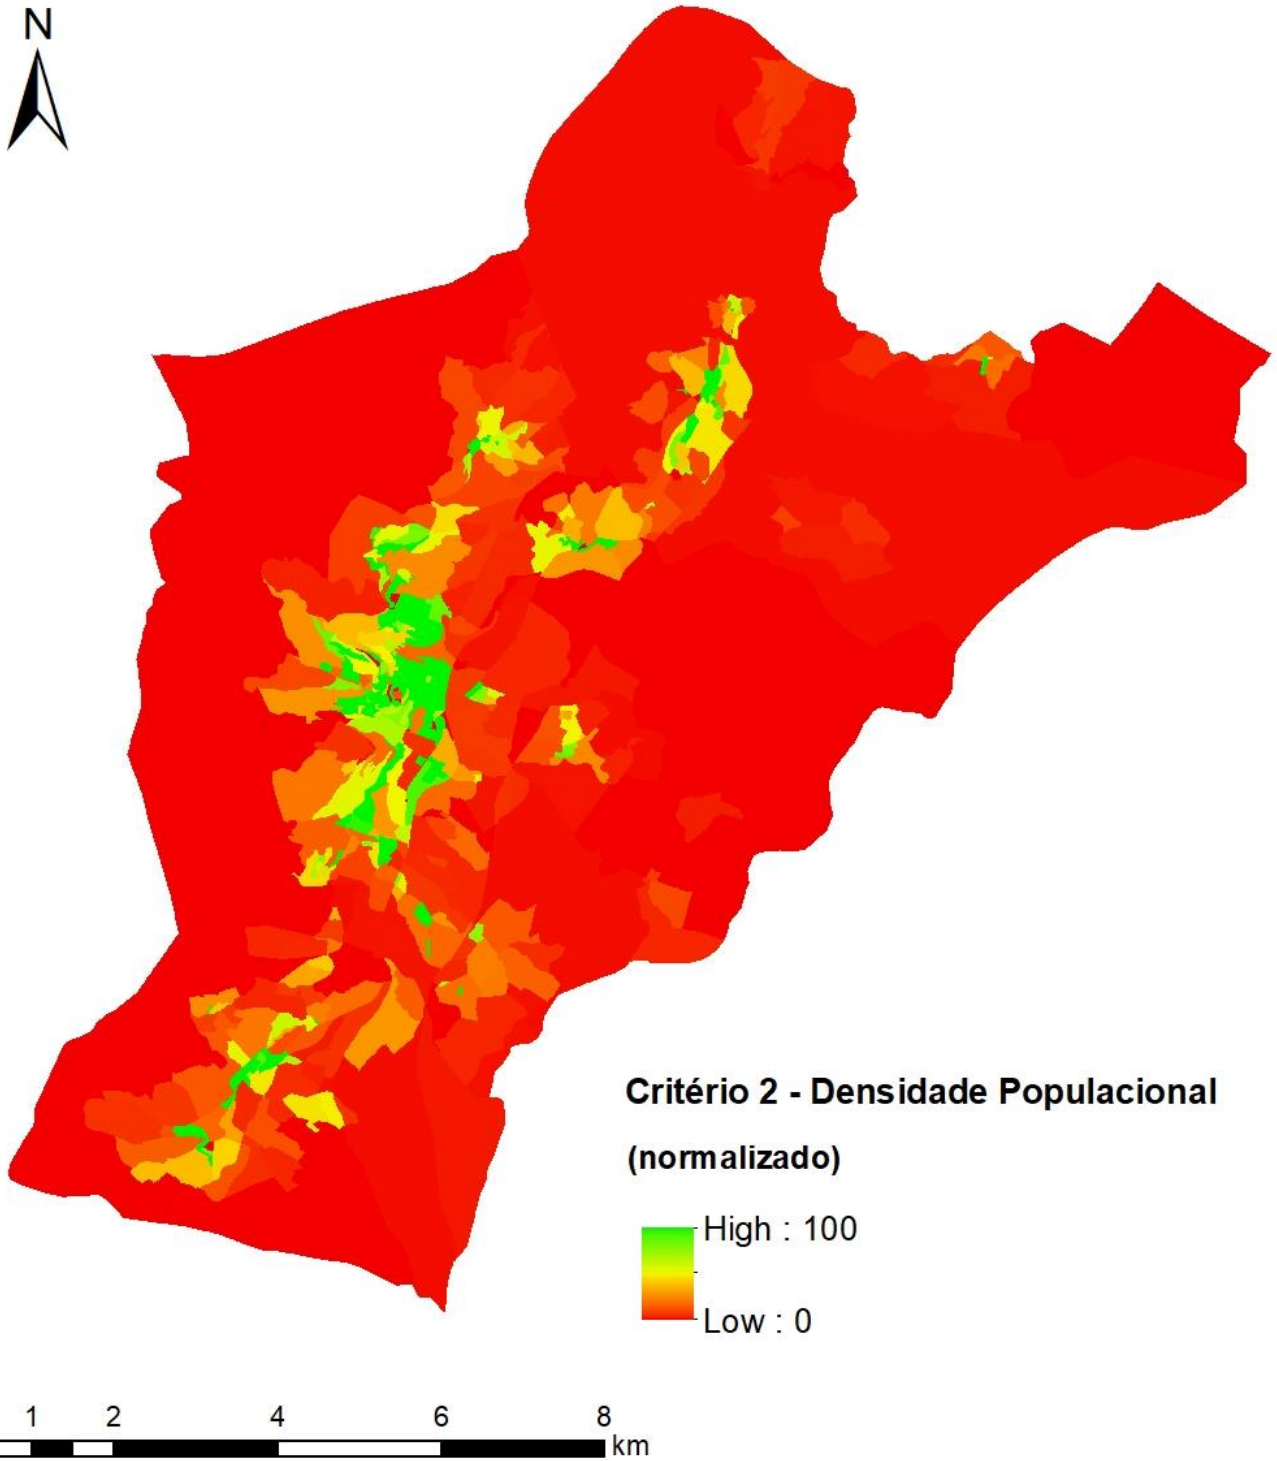 N
Critério 2 - Densidade Populacional
(normalizado)
High : 100
Low : 0
1 2 4 6 8
km